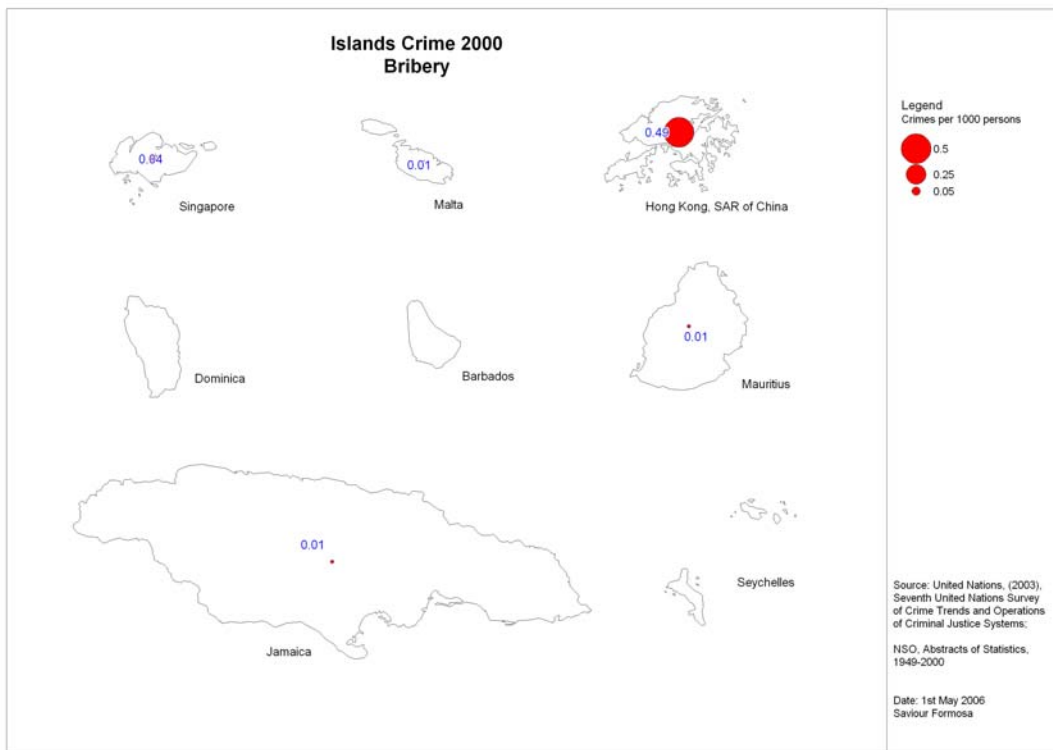 Islands Crime 2000
Bribery
Legend
Crimes per 1000 persons
0.5
0.25
0.05
0.04
Singapore
0.01
Malta
0.49
Hong Kong, SAR of China
Dominica
Barbados
0.01
Mauritius
0.01
Jamaica
Seychelles
Source: United Nations, (2003),
Seventh United Nations Survey
of Crime Trends and Operations
of Criminal Justice Systems;
NSO, Abstracts of Statistics,
1949-2000
Date: 1st May 2006
Saviour Formosa